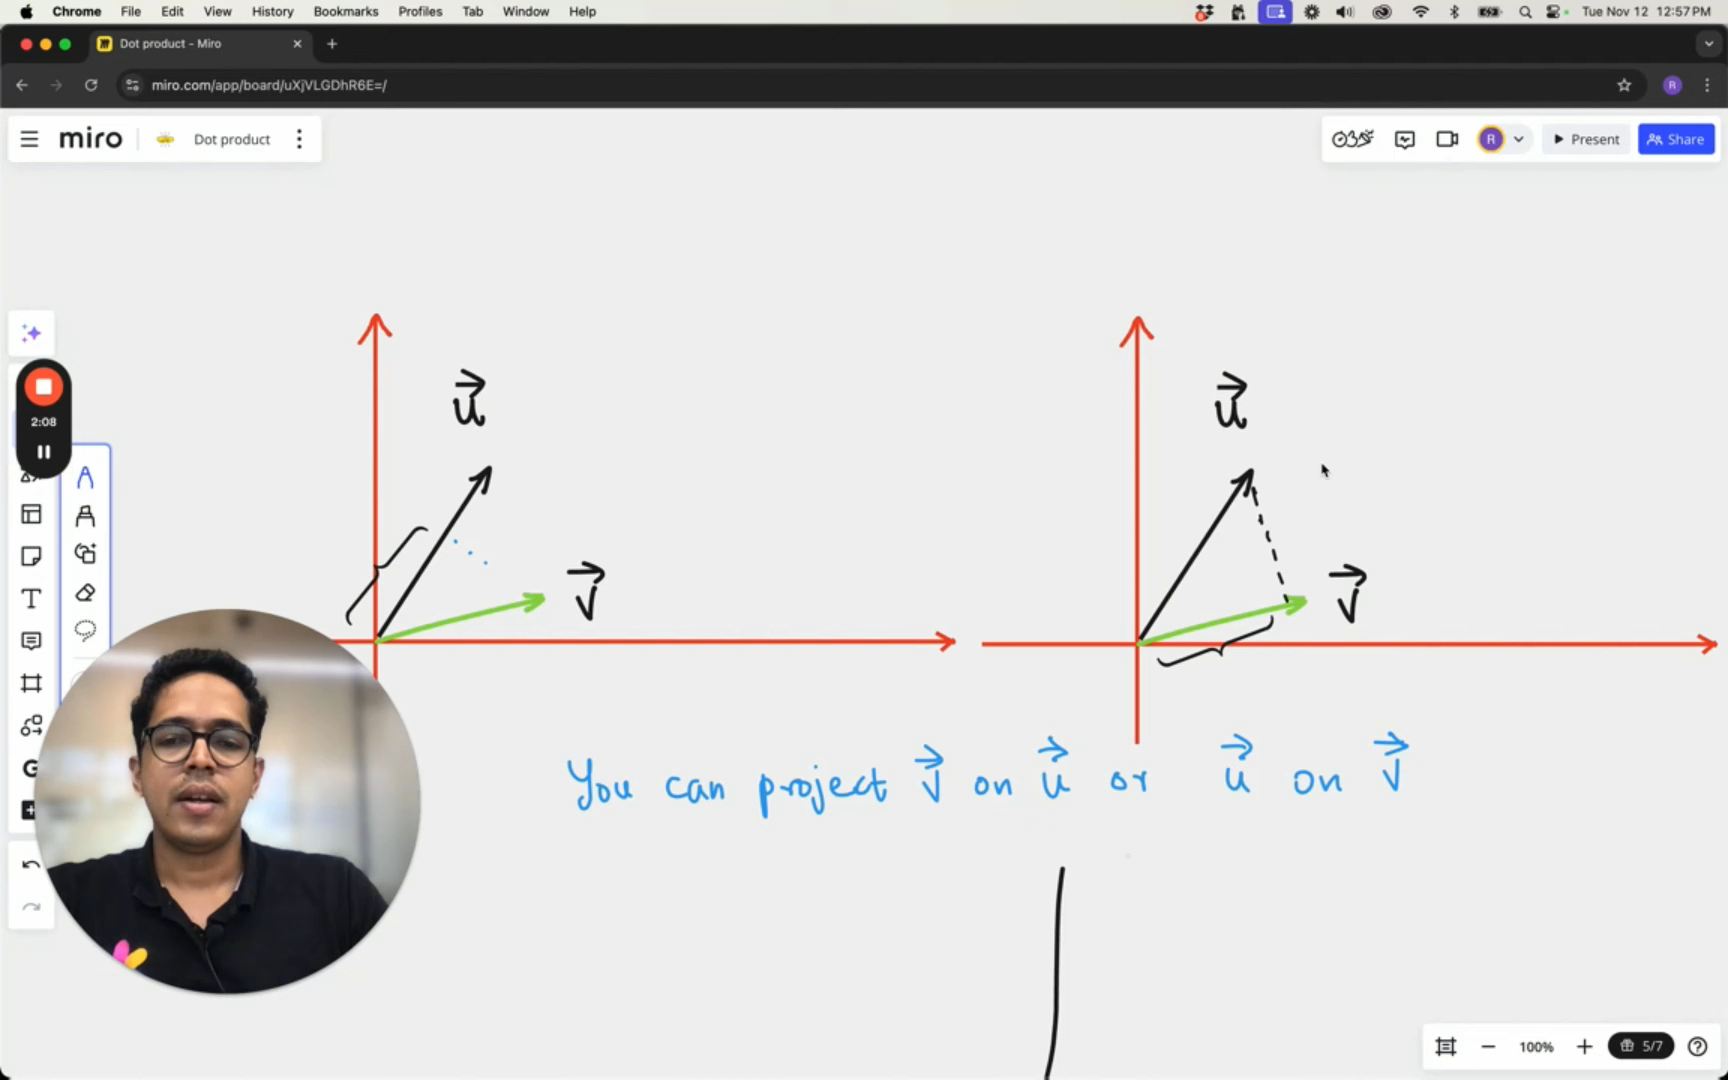 Chrome File Edit View History Bookmarks Profiles Tab Window Help Tue Nov 12 12:57 PM
Dot product - Miro
miro.com/app/board/uXjVLGDhR6E=/ R
miro Dot product R Present Share
2:08
u u
v v
You can project v on u or u on v
T
G
100% 5/7